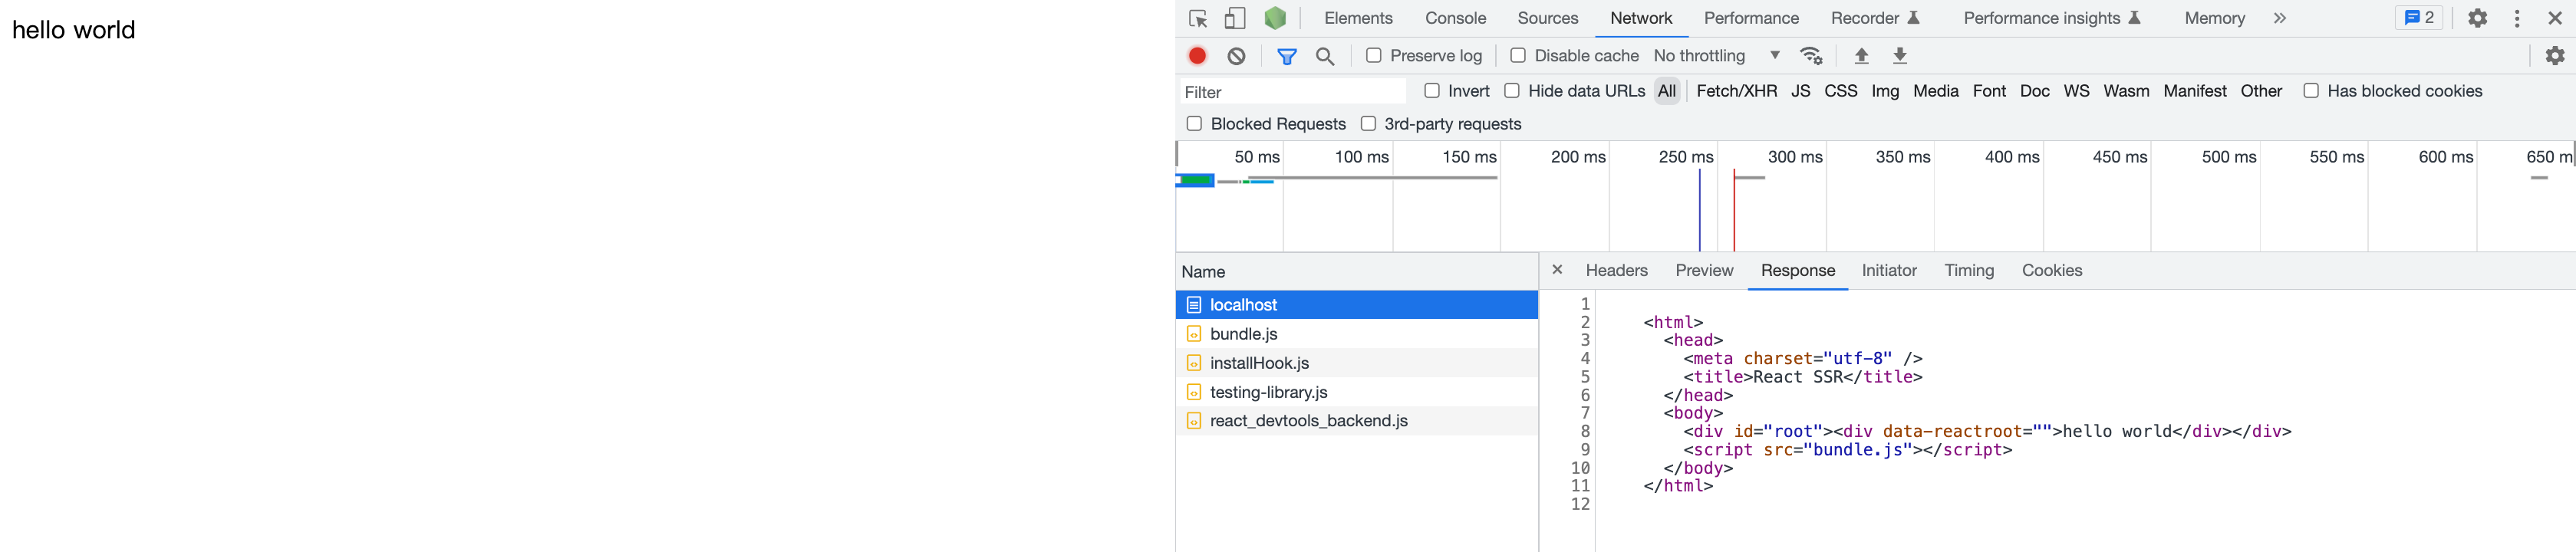 hello world
Elements Console Sources Network Performance Recorder Performance insights Memory » 2
Preserve log Disable cache No throttling
Filter Invert Hide data URLs All Fetch/XHR JS CSS Img Media Font Doc WS Wasm Manifest Other Has blocked cookies
Blocked Requests 3rd-party requests
50 ms 100 ms 150 ms 200 ms 250 ms 300 ms 350 ms 400 ms 450 ms 500 ms 550 ms 600 ms 650 m
Name
localhost
bundle.js
installHook.js
testing-library.js
react_devtools_backend.js
× Headers Preview Response Initiator Timing Cookies
1
2 <html>
3 <head>
4 <meta charset="utf-8" />
5 <title>React SSR</title>
6 </head>
7 <body>
8 <div id="root"><div data-reactroot="">hello world</div></div>
9 <script src="bundle.js"></script>
10 </body>
11 </html>
12